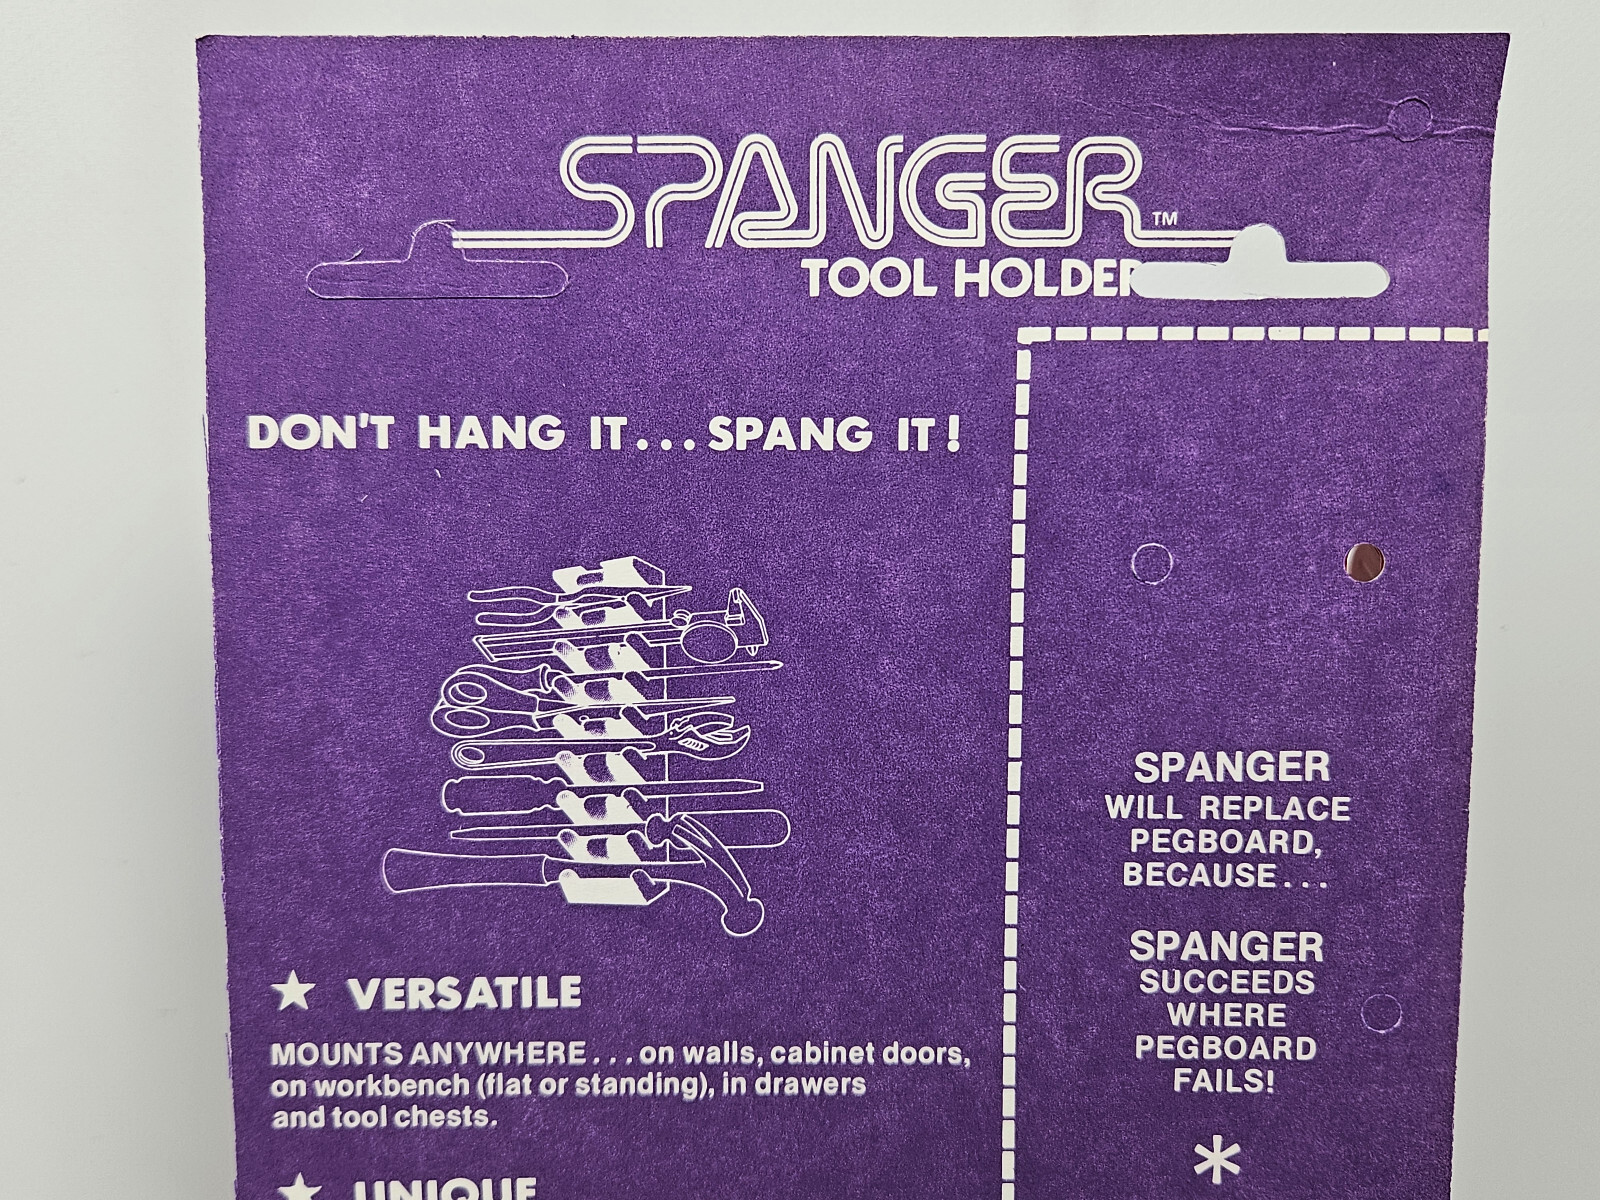 SPANGER™
TOOL HOLDER
DON'T HANG IT...SPANG IT!
★ VERSATILE
MOUNTS ANYWHERE...on walls, cabinet doors,
on workbench (flat or standing), in drawers
and tool chests.
★ UNIQUE
SPANGER
WILL REPLACE
PEGBOARD,
BECAUSE...
SPANGER
SUCCEEDS
WHERE
PEGBOARD
FAILS!
*